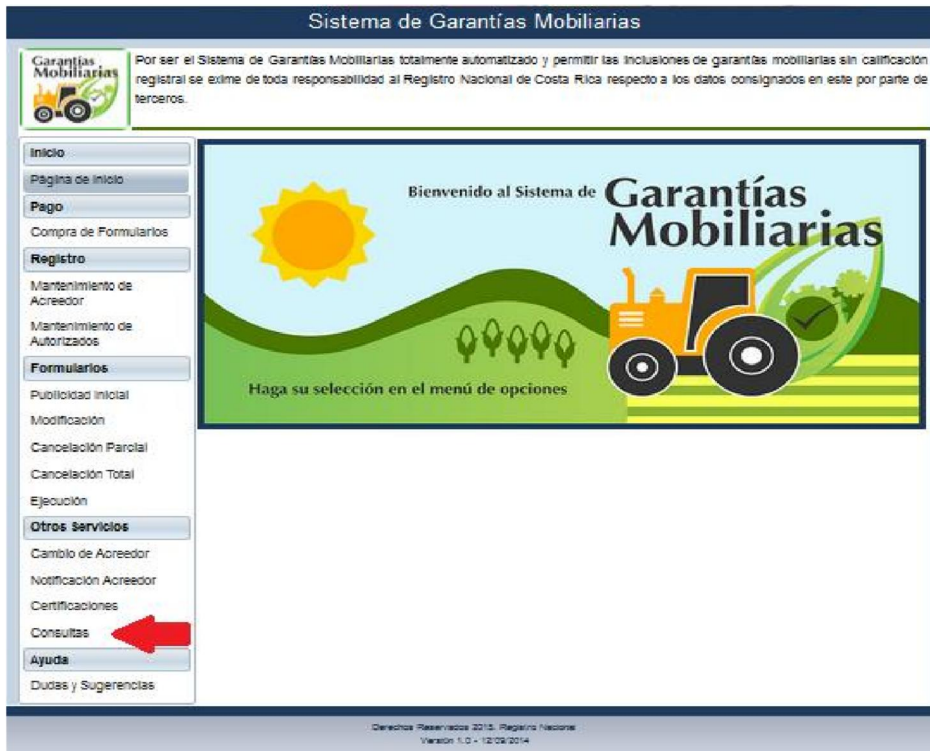 Sistema de Garantías Mobiliarias
Garantías
Mobiliarias
Por ser el Sistema de Garantías Mobiliarias totalmente automatizado y permitir las inclusiones de garantías mobiliarias sin calificación
registral se exime de toda responsabilidad al Registro Nacional de Costa Rica respecto a los datos consignados en este por parte de
terceros.
Inicio
Página de Inicio
Pago
Compra de Formularios
Registro
Mantenimiento de
Acreedor
Mantenimiento de
Autorizados
Formularios
Publicidad Inicial
Modificación
Cancelación Parcial
Cancelación Total
Ejecución
Otros Servicios
Cambio de Acreedor
Notificación Acreedor
Certificaciones
Consultas
Ayuda
Dudas y Sugerencias
Bienvenido al Sistema de Garantías
Mobiliarias
Haga su selección en el menú de opciones
Derechos Reservados 2013. Registro Nacional
Versión 1.0 - 12/09/2014